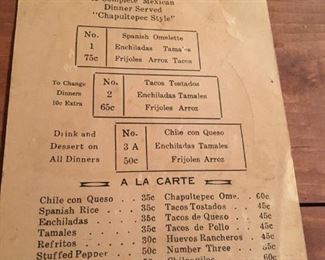 Complete Mexican
Dinner Served
"Chapultepec Style"
No. 1 75c
Spanish Omelette
Enchiladas Tamales
Frijoles Arroz Tacos
To Change
Dinners
10c Extra
No. 2 65c
Tacos Tostados
Enchiladas Tamales
Frijoles Arroz
Drink and
Dessert on
All Dinners
No. 3 A 50c
Chile con Queso
Enchiladas Tamales
Frijoles Arroz
A LA CARTE
Chile con Queso . 35c
Spanish Rice . . 35c
Enchiladas . . . 35c
Tamales . . . 35c
Refritos . . . 30c
Stuffed Pepper . 50c
Chapultepec Ome. . 60c
Tacos Tostados . . 45c
Tacos de Queso . . 45c
Tacos de Pollo . . 45c
Huevos Rancheros . 45c
Number Three . .
Chilaquiles
60c